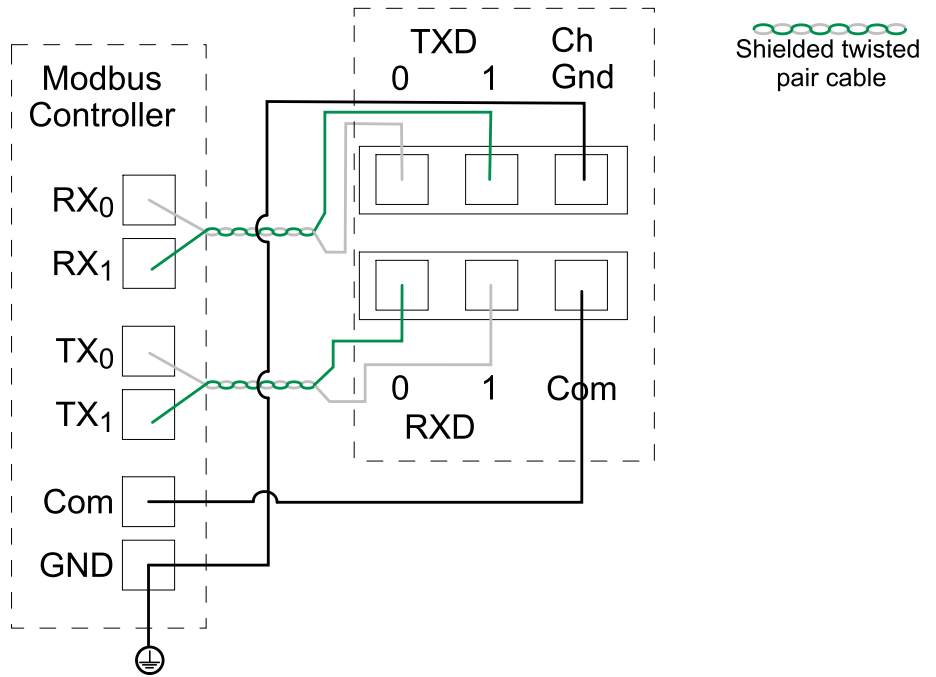 Modbus
Controller
RX0
RX1
TX0
TX1
Com
GND
TXD
0 1
Ch
Gnd
0 1 Com
RXD
Shielded twisted
pair cable